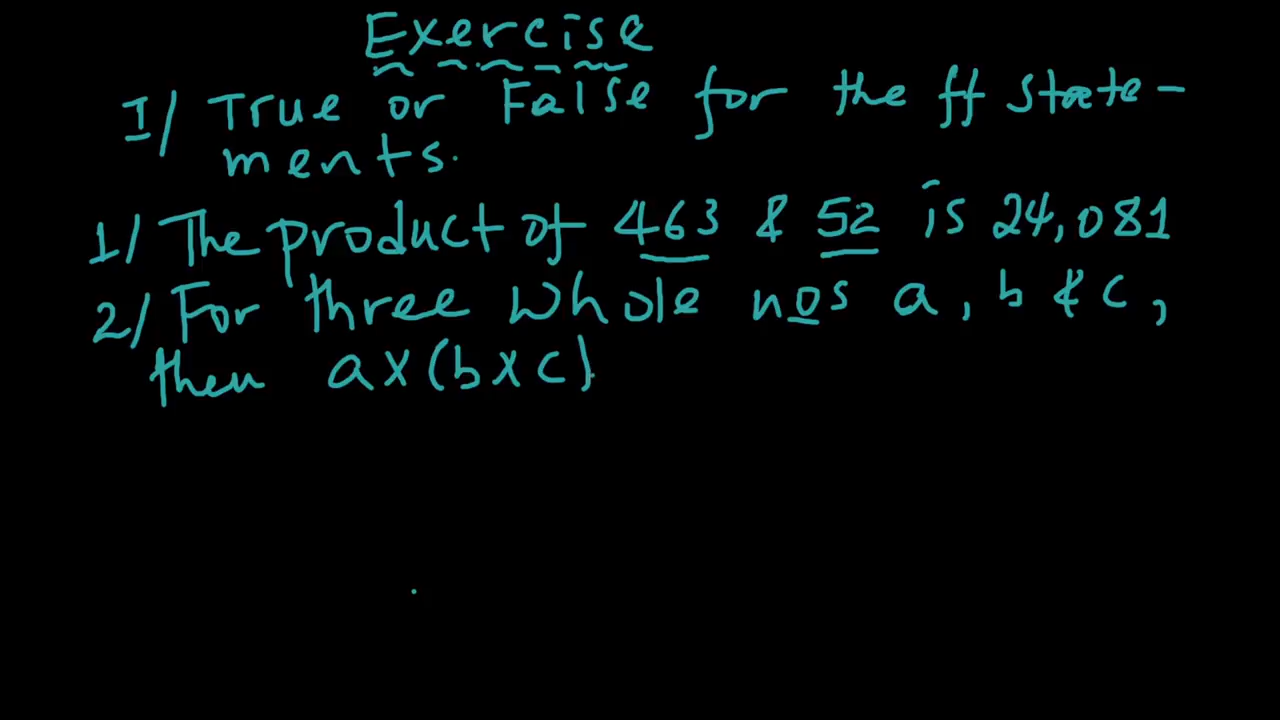 Exercise
I/ True or False for the ff state-
ments.
1/ The product of 463 & 52 is 24,081
2/ For three whole nos a, b & c,
then a x (b x c)